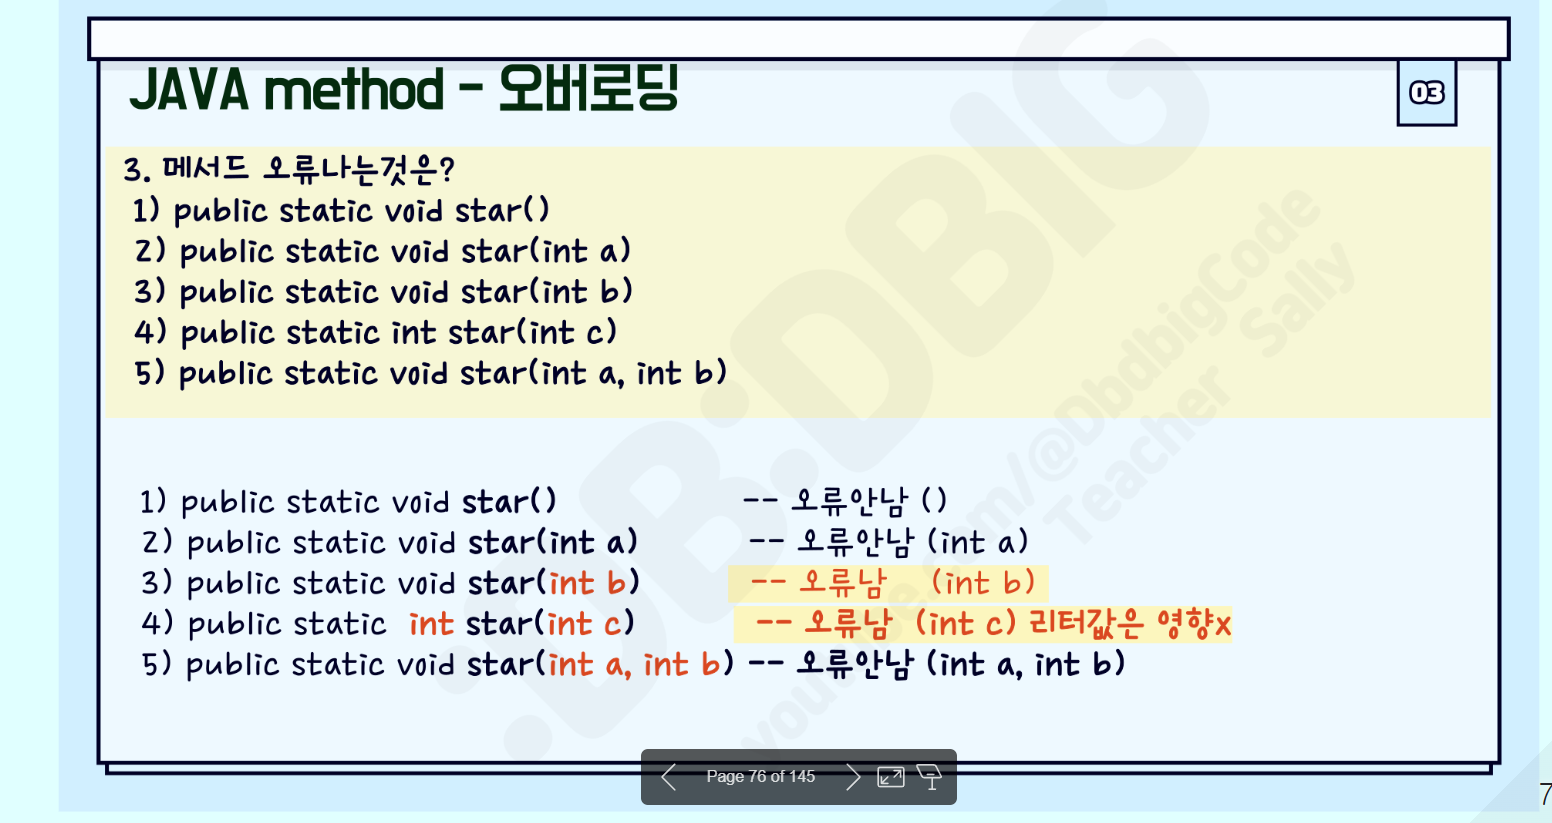 JAVA method - 오버로딩
03
3. 메서드 오류나는것은?
1) public static void star()
2) public static void star(int a)
3) public static void star(int b)
4) public static int star(int c)
5) public static void star(int a, int b)
1) public static void star() -- 오류안남 ()
2) public static void star(int a) -- 오류안남 (int a)
3) public static void star(int b) -- 오류남 (int b)
4) public static int star(int c) -- 오류남 (int c) 리터값은 영향x
5) public static void star(int a, int b) -- 오류안남 (int a, int b)
DB:DBIG
youtube.com/@DbdbigCode
Teacher Sally
Page 76 of 145
7